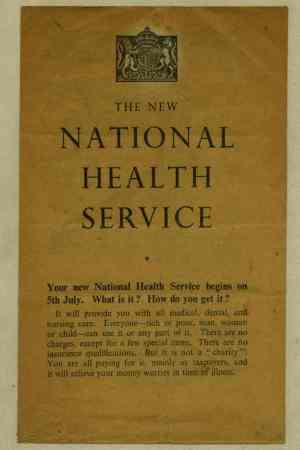 THE NEW
NATIONAL
HEALTH
SERVICE
Your new National Health Service begins on
5th July. What is it? How do you get it?
It will provide you with all medical, dental, and
nursing care. Everyone—rich or poor, man, woman
or child—can use it or any part of it. There are no
charges, except for a few special items. There are no
insurance qualifications. But it is not a "charity".
You are all paying for it, mainly as taxpayers, and
it will relieve your money worries in time of illness.